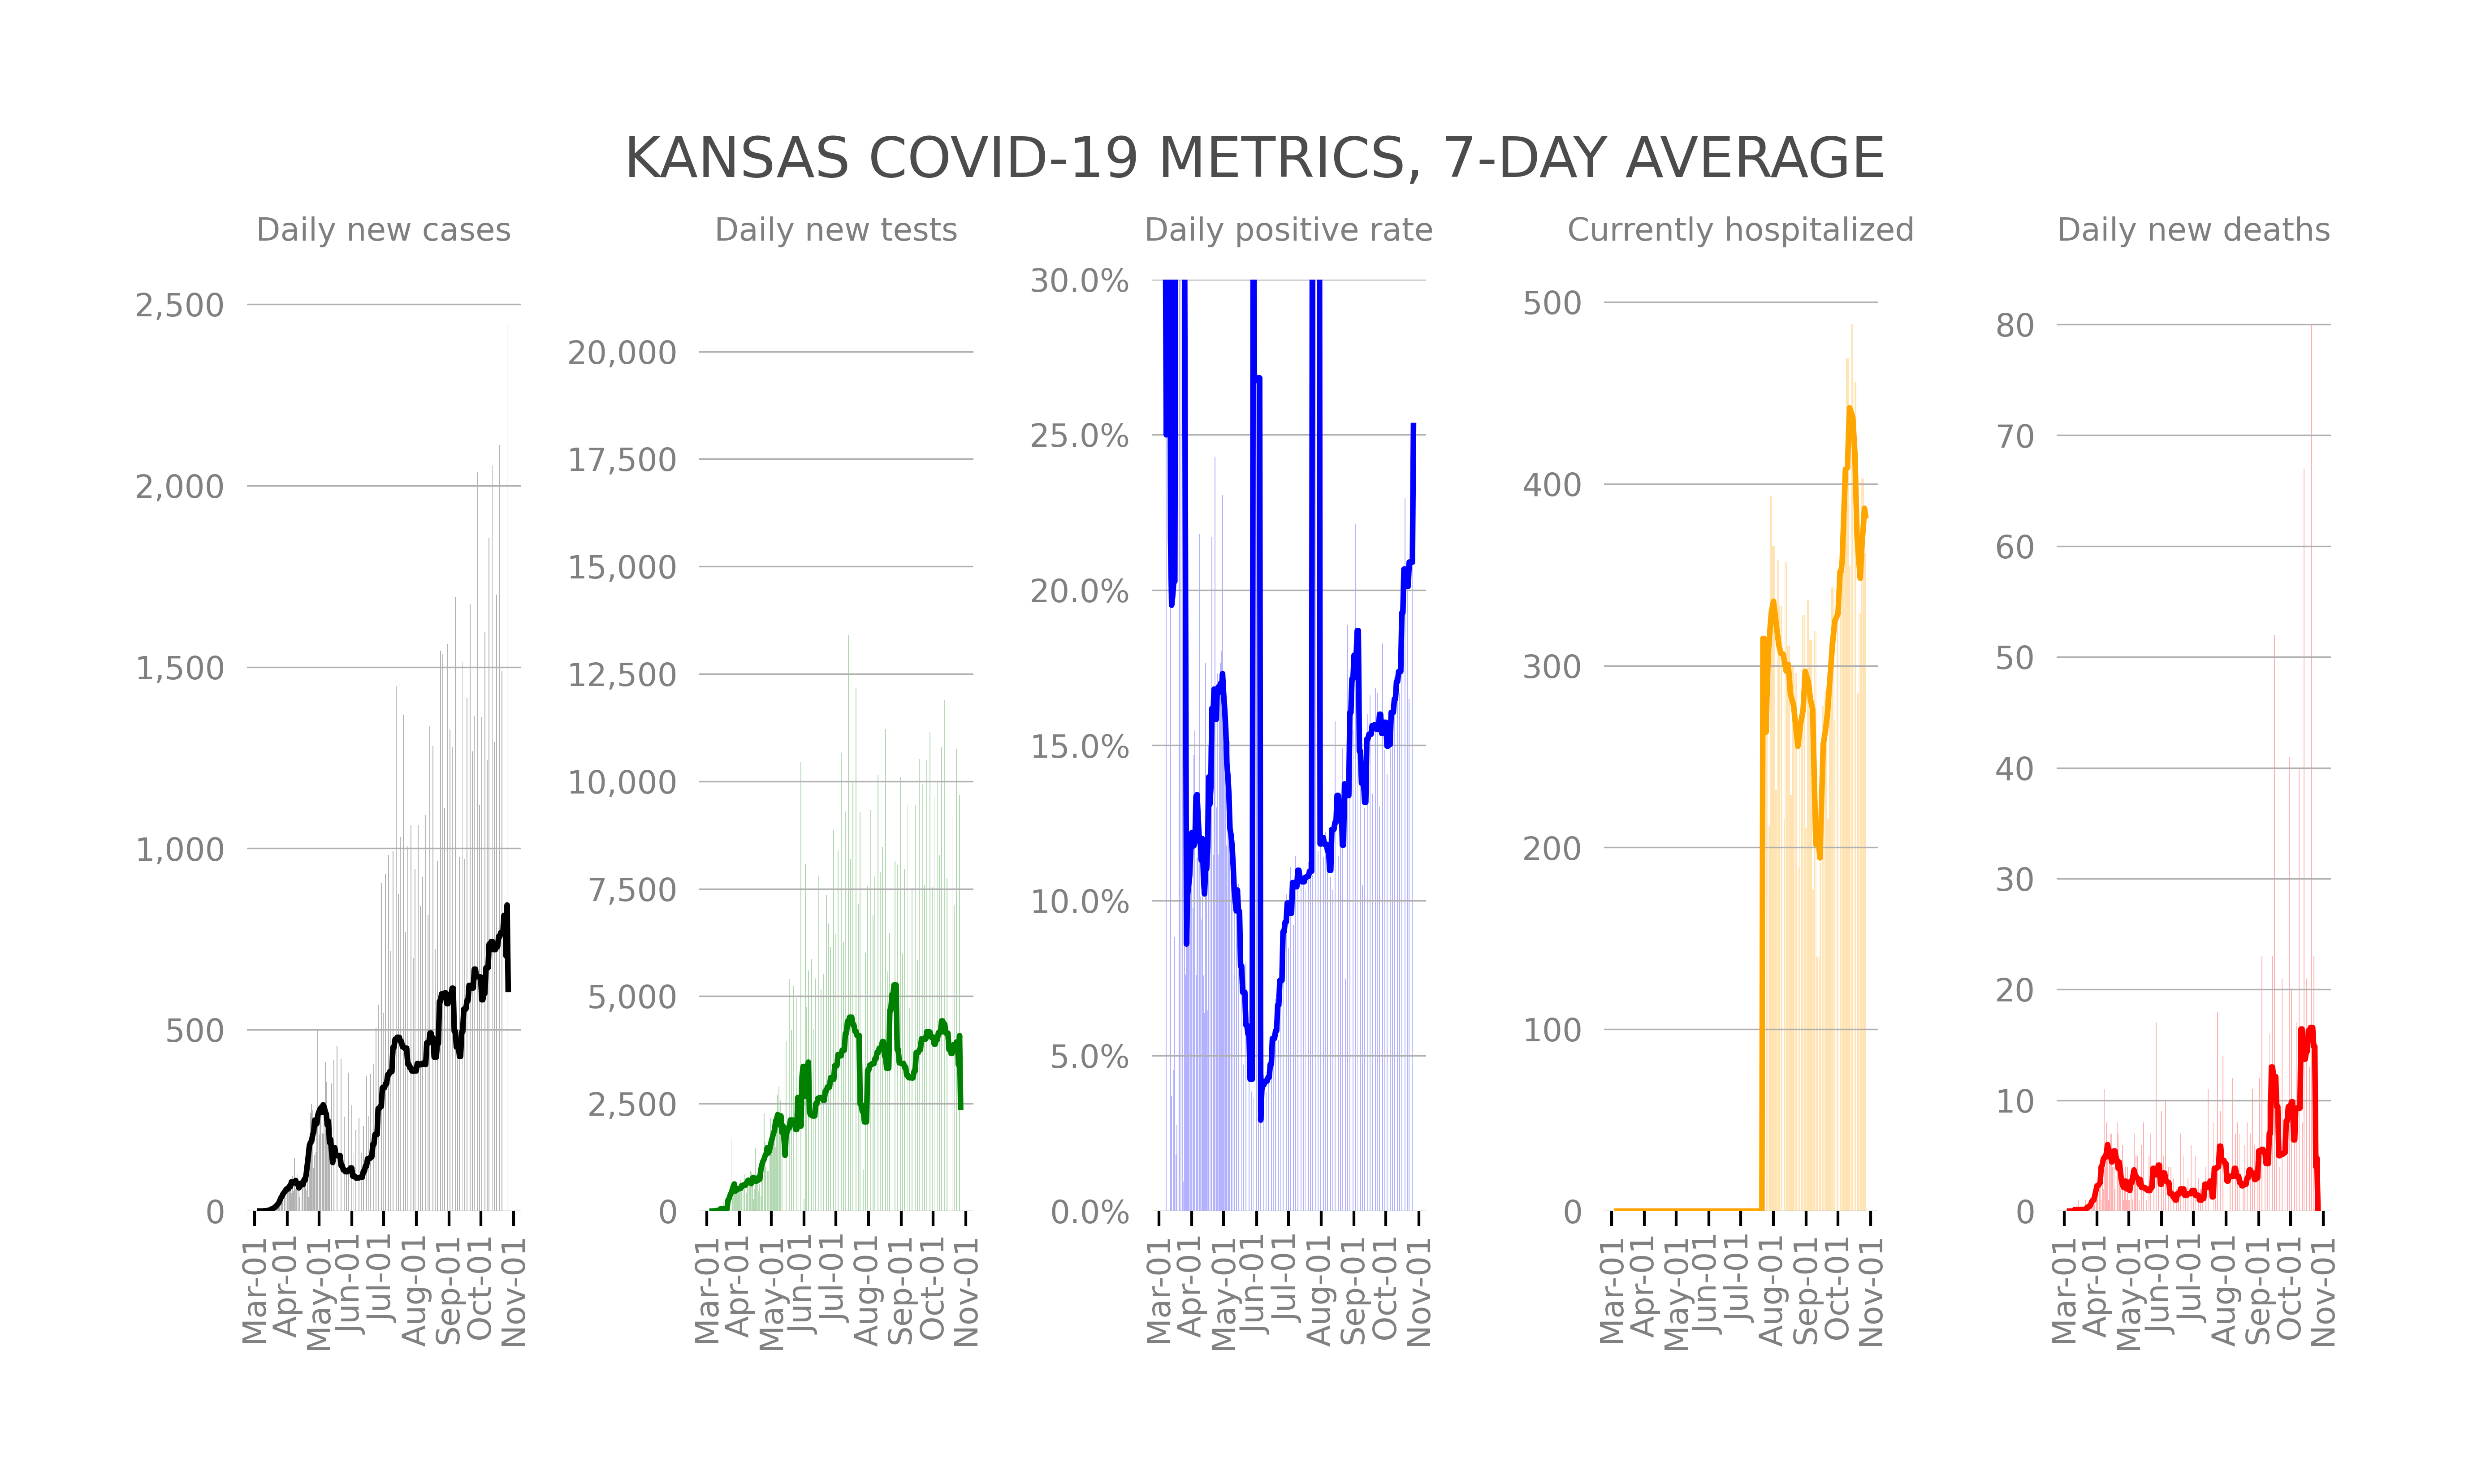 KANSAS COVID-19 METRICS, 7-DAY AVERAGE
Daily new cases
2,500
2,000
1,500
1,000
500
0
Mar-01
Apr-01
May-01
Jun-01
Jul-01
Aug-01
Sep-01
Oct-01
Nov-01
Daily new tests
20,000
17,500
15,000
12,500
10,000
7,500
5,000
2,500
0
Mar-01
Apr-01
May-01
Jun-01
Jul-01
Aug-01
Sep-01
Oct-01
Nov-01
Daily positive rate
30.0%
25.0%
20.0%
15.0%
10.0%
5.0%
0.0%
Mar-01
Apr-01
May-01
Jun-01
Jul-01
Aug-01
Sep-01
Oct-01
Nov-01
Currently hospitalized
500
400
300
200
100
0
Mar-01
Apr-01
May-01
Jun-01
Jul-01
Aug-01
Sep-01
Oct-01
Nov-01
Daily new deaths
80
70
60
50
40
30
20
10
0
Mar-01
Apr-01
May-01
Jun-01
Jul-01
Aug-01
Sep-01
Oct-01
Nov-01